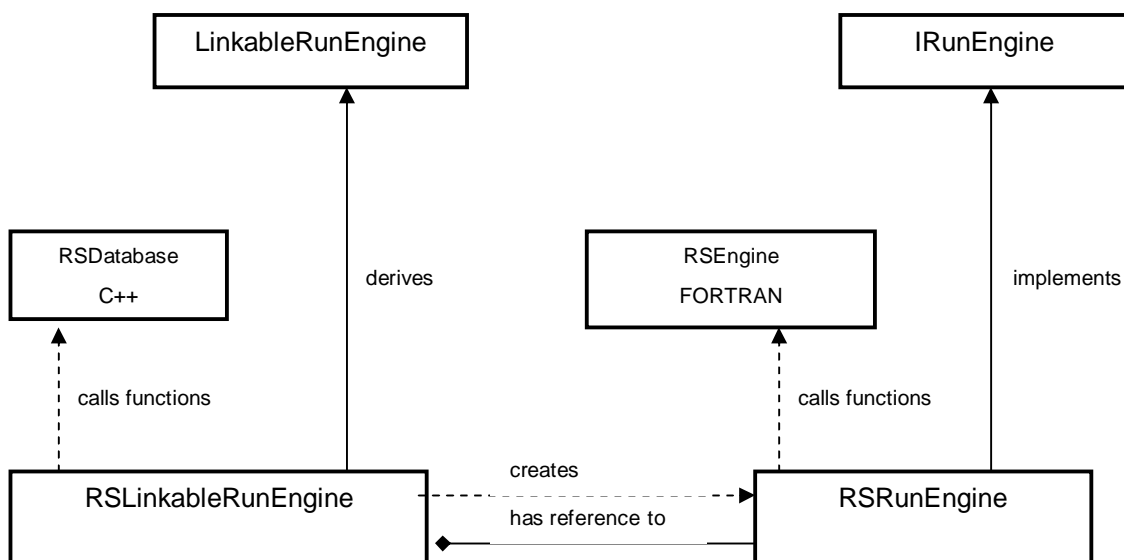 LinkableRunEngine
IRunEngine
RSDatabase
C++
derives
RSEngine
FORTRAN
implements
calls functions
calls functions
RSLinkableRunEngine
creates
has reference to
RSRunEngine